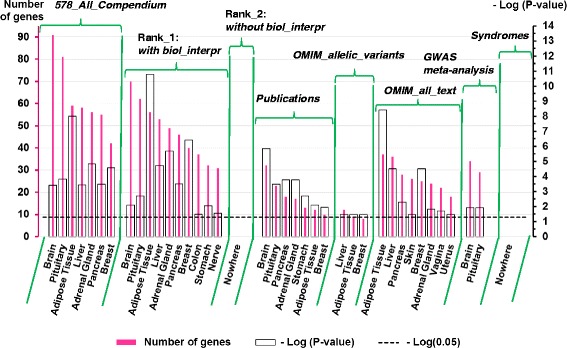 Number of genes
578_All_Compendium
Rank_1: with biol_interpr
Rank_2: without biol_interpr
- Log (P-value)
OMIM_allelic_variants
GWAS meta-analysis
Syndromes
Publications
OMIM_all_text
90
80
70
60
50
40
30
20
10
0
14
13
12
11
10
9
8
7
6
5
4
3
2
1
0
Brain
Pituitary
Adipose Tissue
Liver
Adrenal Gland
Pancreas
Breast
Brain
Pituitary
Adipose Tissue
Liver
Adrenal Gland
Pancreas
Breast
Colon
Stomach
Nerve
Nowhere
Brain
Pituitary
Pancreas
Adrenal Gland
Stomach
Adipose Tissue
Breast
Liver
Adipose Tissue
Breast
Adipose Tissue
Liver
Pancreas
Skin
Breast
Adrenal Gland
Vagina
Uterus
Brain
Pituitary
Nowhere
Number of genes
- Log (P-value)
-Log(0.05)